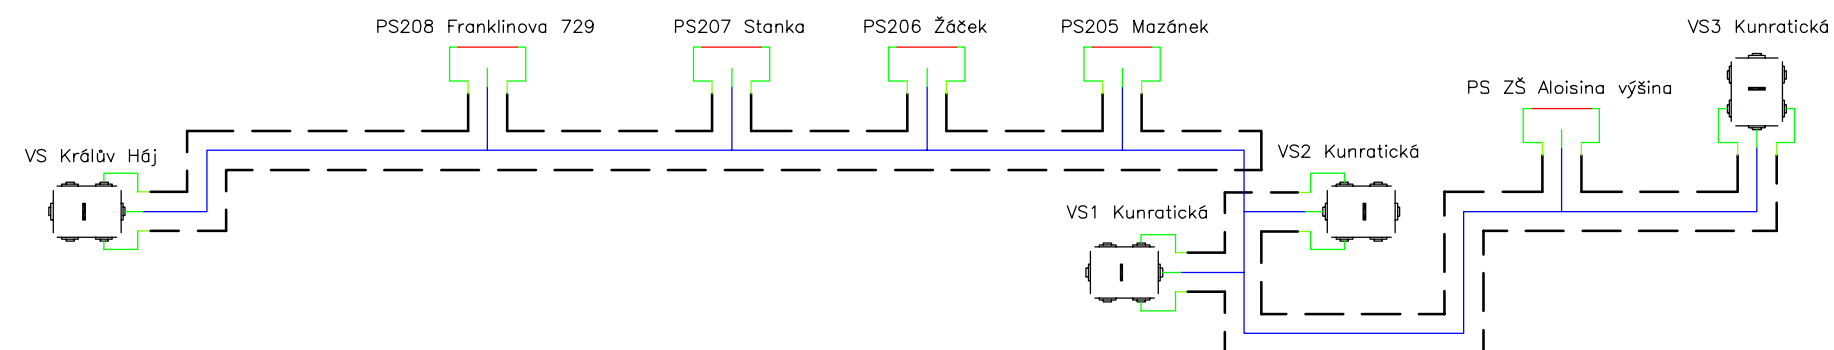 PS208 Franklinova 729
PS207 Stanka
PS206 Žáček
PS205 Mazánek
VS3 Kunratická
PS ZŠ Aloisina výšina
VS Králův Háj
VS2 Kunratická
VS1 Kunratická